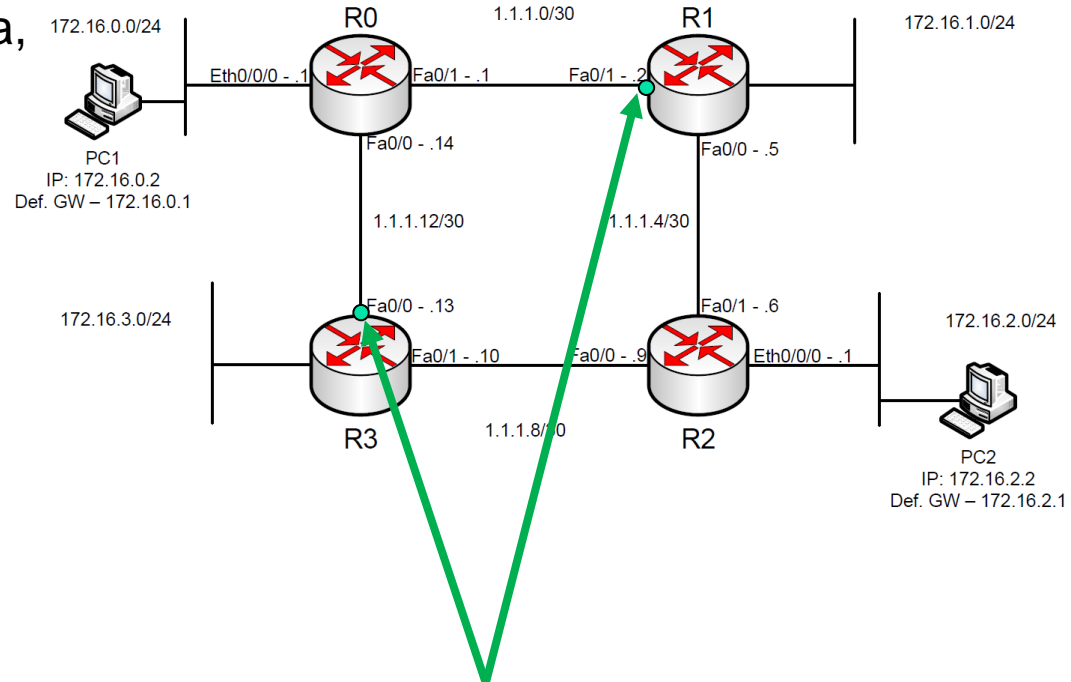 a,
172.16.0.0/24
R0
1.1.1.0/30
R1
172.16.1.0/24
Eth0/0/0 - .1
Fa0/1 - .1
Fa0/1 - .2
Fa0/0 - .14
Fa0/0 - .5
PC1
IP: 172.16.0.2
Def. GW – 172.16.0.1
1.1.1.12/30
1.1.1.4/30
172.16.3.0/24
Fa0/0 - .13
Fa0/1 - .6
172.16.2.0/24
Fa0/1 - .10
Fa0/0 - .9
Eth0/0/0 - .1
R3
1.1.1.8/30
R2
PC2
IP: 172.16.2.2
Def. GW – 172.16.2.1